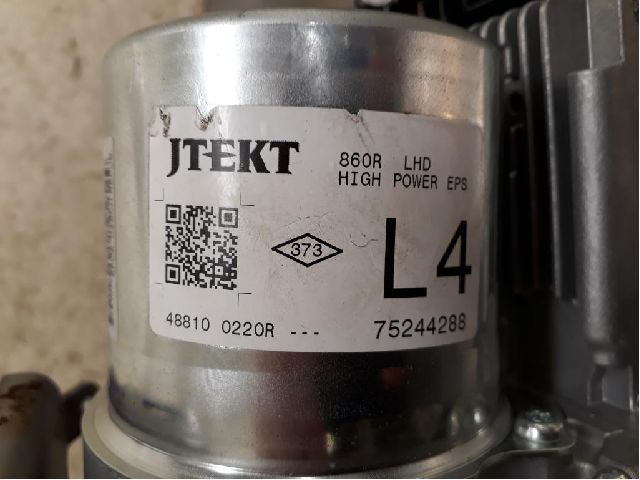 JTEKT
860R LHD
HIGH POWER EPS
373
L4
48810 0220R ---
75244288